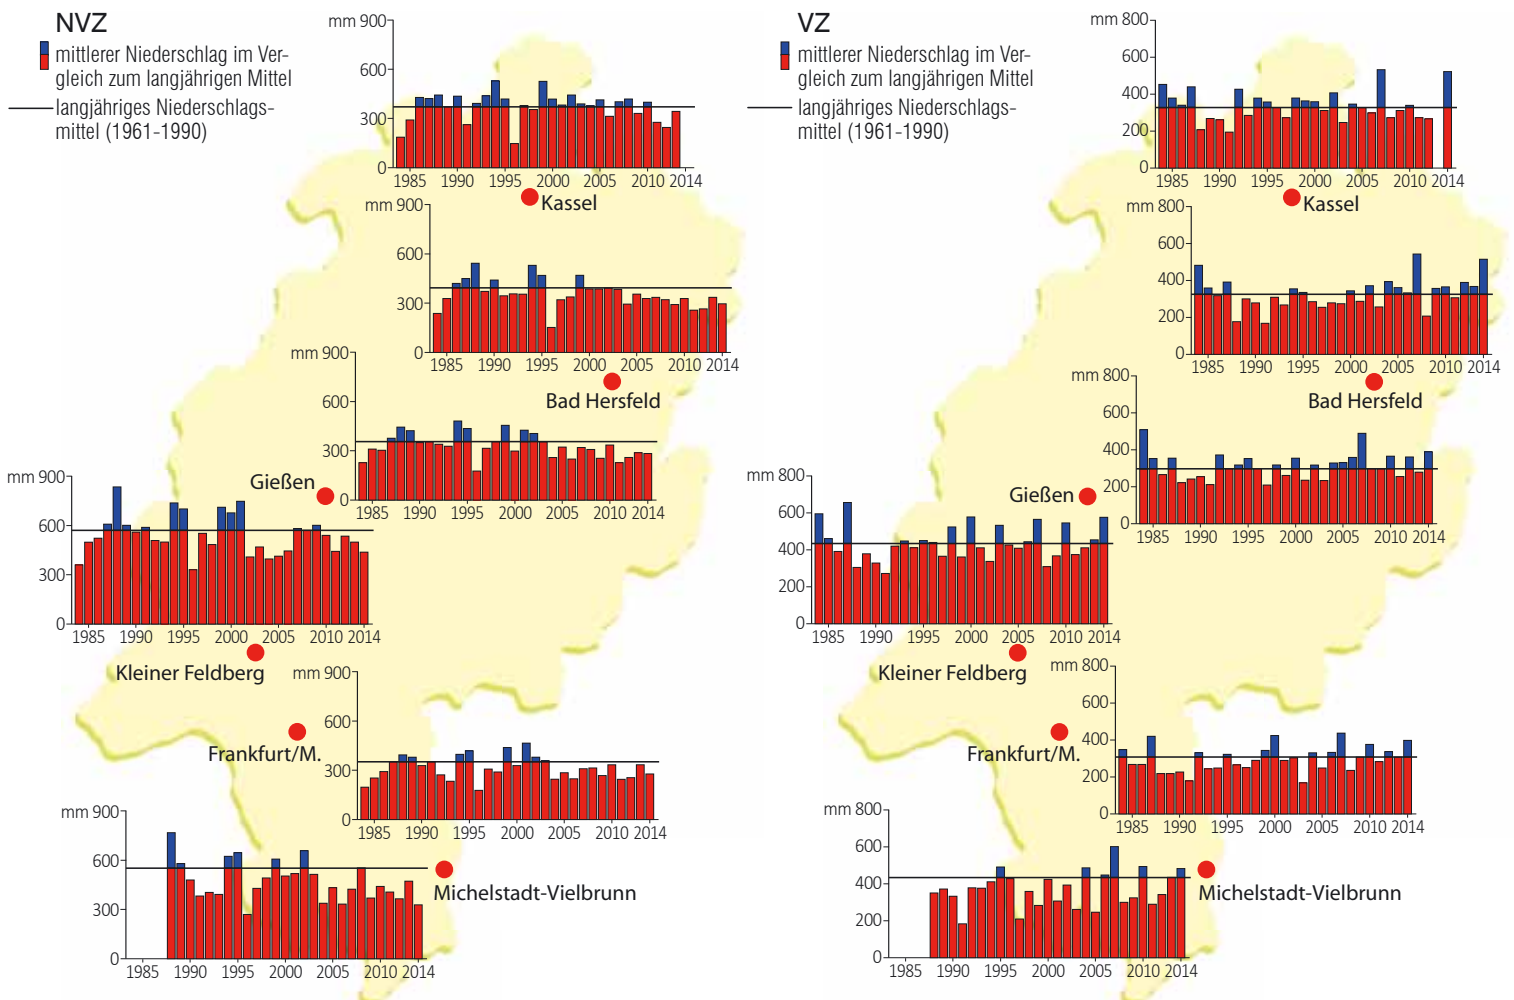 NVZ
mittlerer Niederschlag im Ver-
gleich zum langjährigen Mittel
langjähriges Niederschlags-
mittel (1961-1990)
mm 900
600
300
0
1985 1990 1995 2000 2005 2010 2014
Kassel
mm 900
600
300
0
1985 1990 1995 2000 2005 2010 2014
Bad Hersfeld
mm 900
600
300
0
1985 1990 1995 2000 2005 2010 2014
Gießen
mm 900
600
300
0
1985 1990 1995 2000 2005 2010 2014
Kleiner Feldberg
mm 900
600
300
0
1985 1990 1995 2000 2005 2010 2014
Frankfurt/M.
mm 900
600
300
0
1985 1990 1995 2000 2005 2010 2014
Michelstadt-Vielbrunn
VZ
mittlerer Niederschlag im Ver-
gleich zum langjährigen Mittel
langjähriges Niederschlags-
mittel (1961-1990)
mm 800
600
400
200
0
1985 1990 1995 2000 2005 2010 2014
Kassel
mm 800
600
400
200
0
1985 1990 1995 2000 2005 2010 2014
Bad Hersfeld
mm 800
600
400
200
0
1985 1990 1995 2000 2005 2010 2014
Gießen
mm 800
600
400
200
0
1985 1990 1995 2000 2005 2010 2014
Kleiner Feldberg
mm 800
600
400
200
0
1985 1990 1995 2000 2005 2010 2014
Frankfurt/M.
mm 800
600
400
200
0
1985 1990 1995 2000 2005 2010 2014
Michelstadt-Vielbrunn